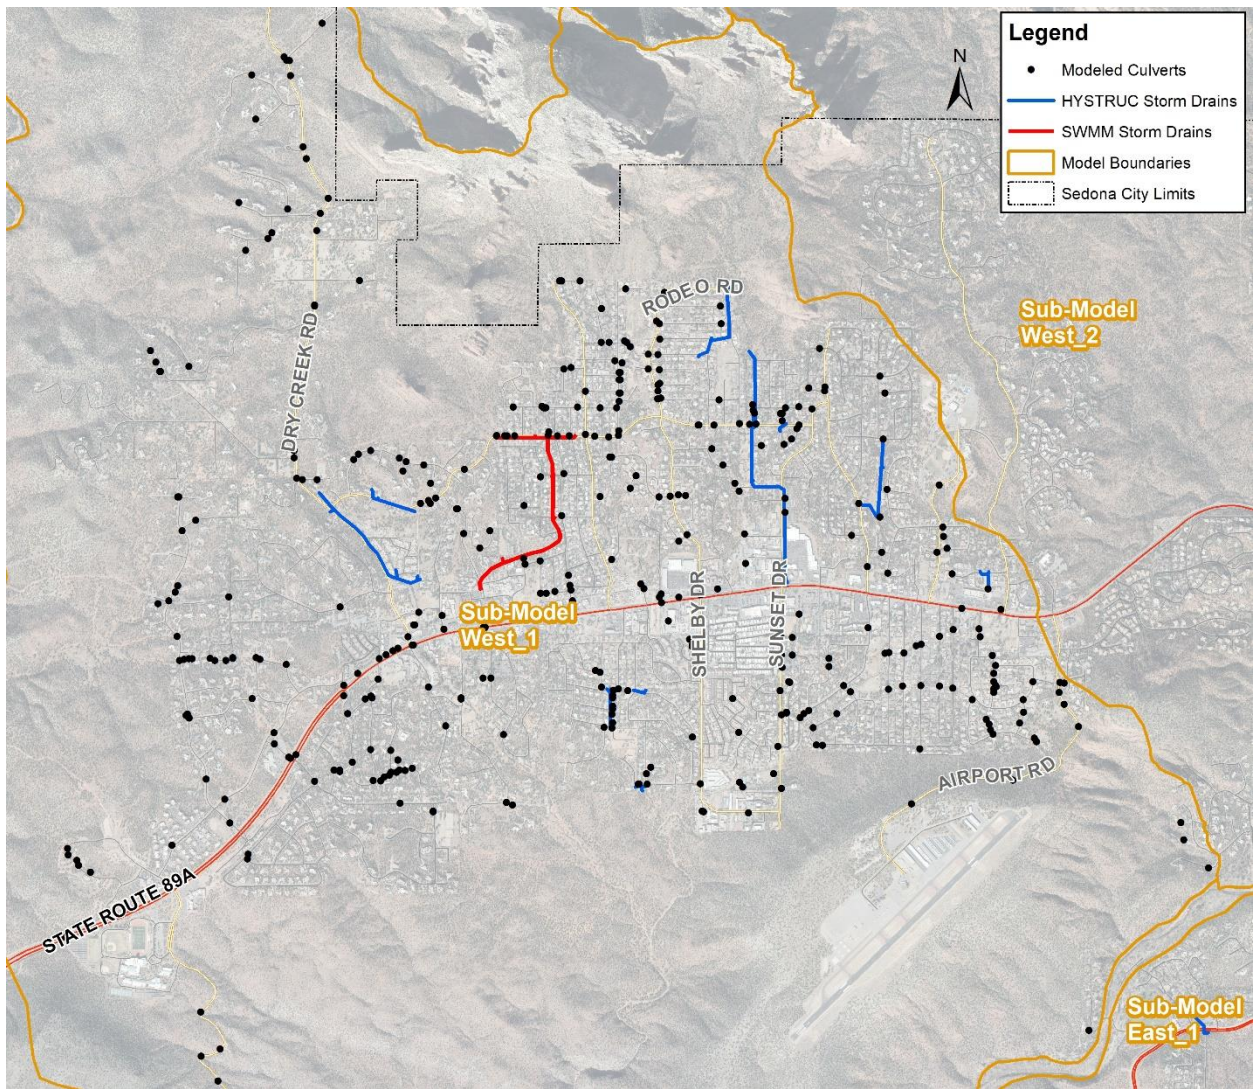 Legend
N
Modeled Culverts
HYSTRUC Storm Drains
SWMM Storm Drains
Model Boundaries
Sedona City Limits
RODEO RD
Sub-Model
West_2
DRY CREEK RD
Sub-Model
West_1
SHELBY DR
SUNSET DR
AIRPORT RD
STATE ROUTE 89A
Sub-Model
East_1